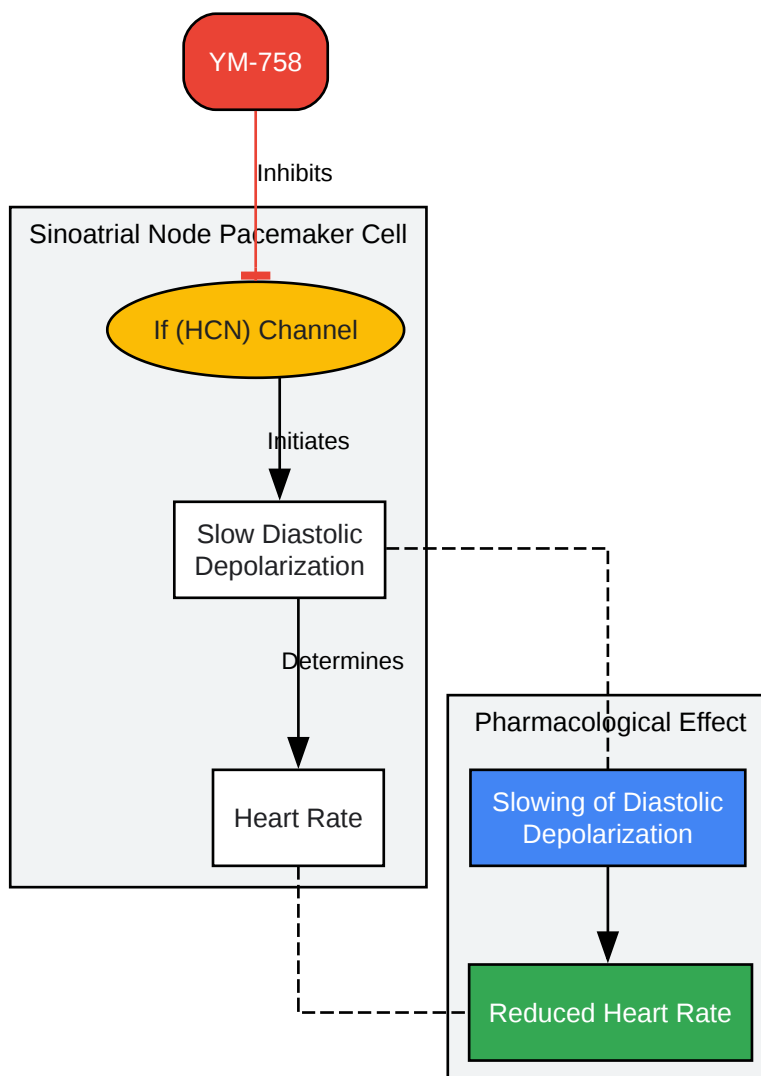 YM-758
Inhibits
Sinoatrial Node Pacemaker Cell
If (HCN) Channel
Initiates
Slow Diastolic
Depolarization
Determines
Heart Rate
Pharmacological Effect
Slowing of Diastolic
Depolarization
Reduced Heart Rate